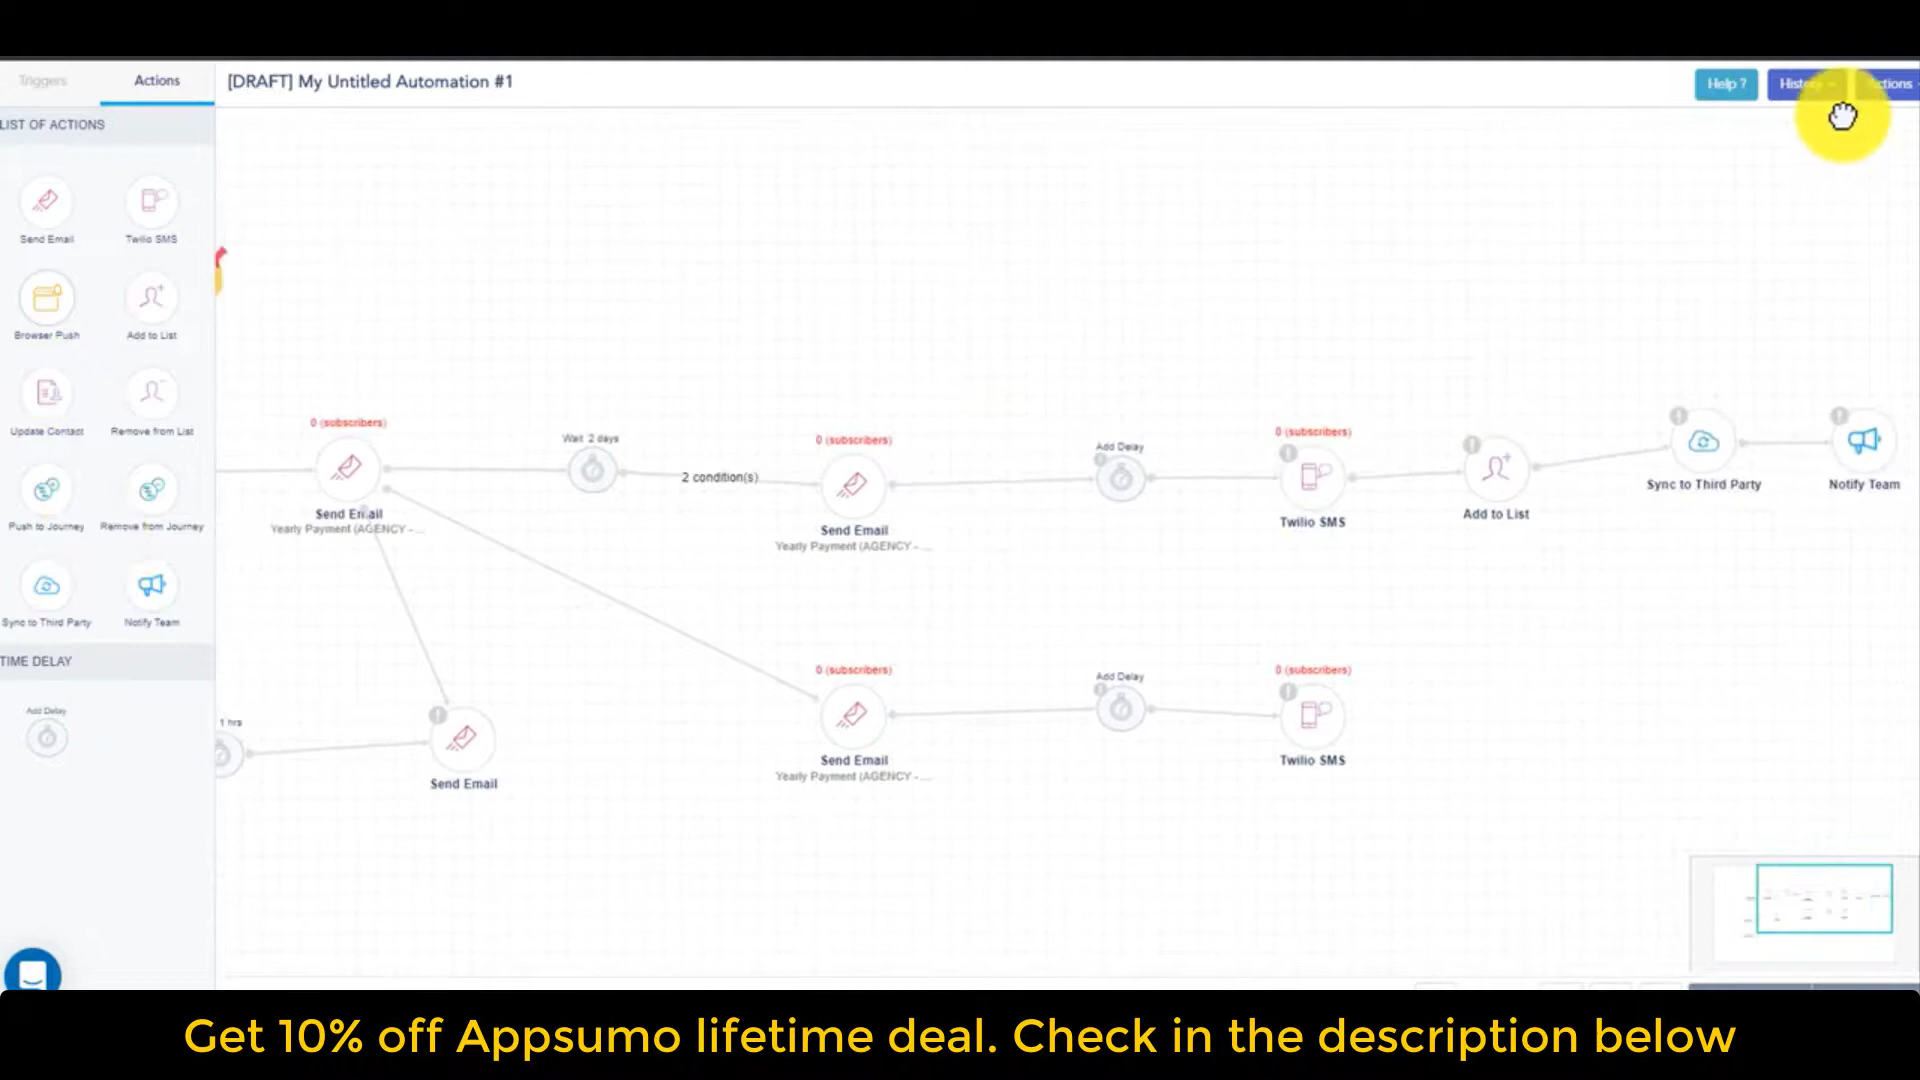 Triggers
Actions
[DRAFT] My Untitled Automation #1
Help ?
LIST OF ACTIONS
Send Email
Twilio SMS
Browser Push
Add to List
Update Contact
Remove from List
Push to Journey
Remove from Journey
Sync to Third Party
Notify Team
TIME DELAY
Add Delay
0 (subscribers)
Send Email
Yearly Payment (AGENCY - ...
Wait 2 days
2 condition(s)
0 (subscribers)
Send Email
Yearly Payment (AGENCY - ...
Add Delay
0 (subscribers)
Twilio SMS
Add to List
Sync to Third Party
Notify Team
1 hrs
Send Email
0 (subscribers)
Send Email
Yearly Payment (AGENCY - ...
Add Delay
0 (subscribers)
Twilio SMS
Get 10% off Appsumo lifetime deal. Check in the description below